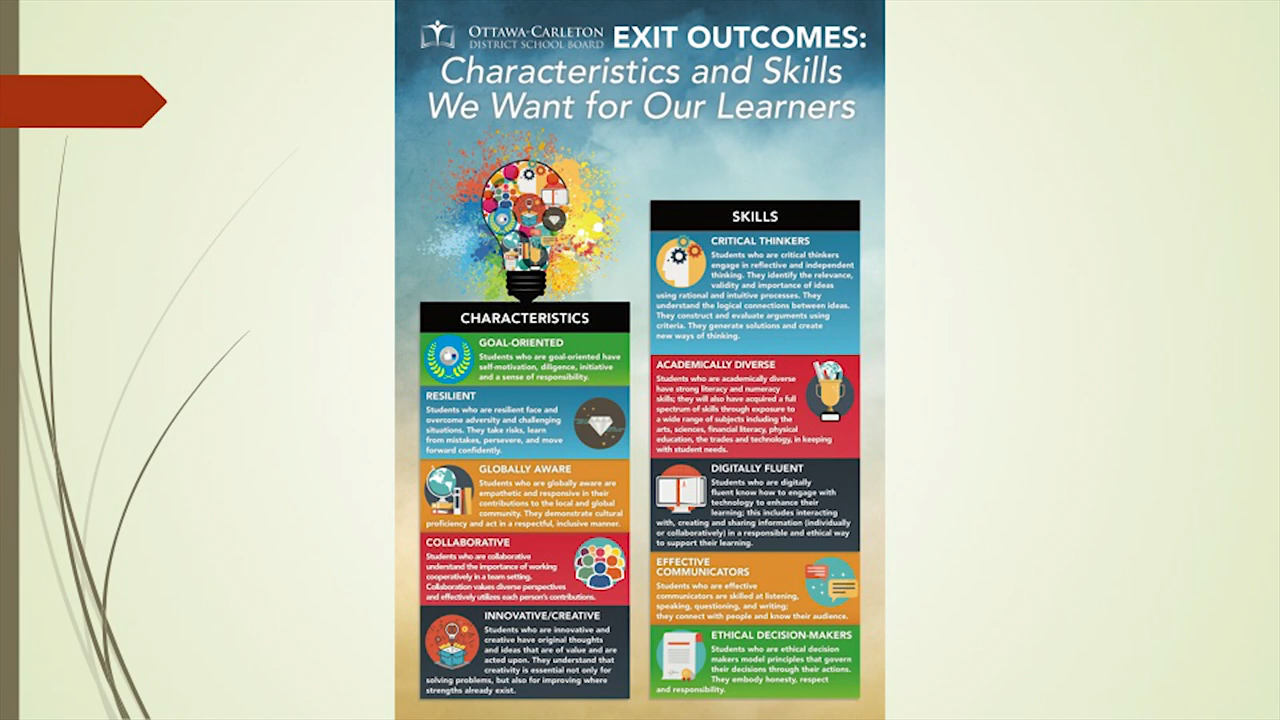 OTTAWA-CARLETON
DISTRICT SCHOOL BOARD
EXIT OUTCOMES:
Characteristics and Skills
We Want for Our Learners
CHARACTERISTICS
GOAL-ORIENTED
Students who are goal-oriented have
self-motivation, diligence, initiative
and a sense of responsibility.
RESILIENT
Students who are resilient face and
overcome adversity and challenging
situations. They take risks, learn
from mistakes, persevere, and move
forward confidently.
GLOBALLY AWARE
Students who are globally aware are
empathetic and responsive in their
contributions to the local and global
community. They demonstrate cultural
proficiency and act in a respectful, inclusive manner.
COLLABORATIVE
Students who are collaborative
understand the importance of working
cooperatively in a team setting.
Collaboration values diverse perspectives
and effectively utilizes each person's contributions.
INNOVATIVE/CREATIVE
Students who are innovative and
creative have original thoughts
and ideas that are of value and are
acted upon. They understand that
creativity is essential not only for
solving problems, but also for improving where
strengths already exist.
SKILLS
CRITICAL THINKERS
Students who are critical thinkers
engage in reflective and independent
thinking. They identify the relevance,
validity and importance of ideas
using rational and intuitive processes. They
understand the logical connections between ideas.
They construct and evaluate arguments using
criteria. They generate solutions and create
new ways of thinking.
ACADEMICALLY DIVERSE
Students who are academically diverse
have strong literacy and numeracy
skills; they will also have acquired a full
spectrum of skills through exposure to
a wide range of subjects including the
arts, sciences, financial literacy, physical
education, the trades and technology, in keeping
with student needs.
DIGITALLY FLUENT
Students who are digitally
fluent know how to engage with
technology to enhance their
learning; this includes interacting
with, creating and sharing information (individually
or collaboratively) in a responsible and ethical way
to support their learning.
EFFECTIVE
COMMUNICATORS
Students who are effective
communicators are skilled at listening,
speaking, questioning, and writing;
they connect with people and know their audience.
ETHICAL DECISION-MAKERS
Students who are ethical decision
makers model principles that govern
their decisions through their actions.
They embody honesty, respect
and responsibility.